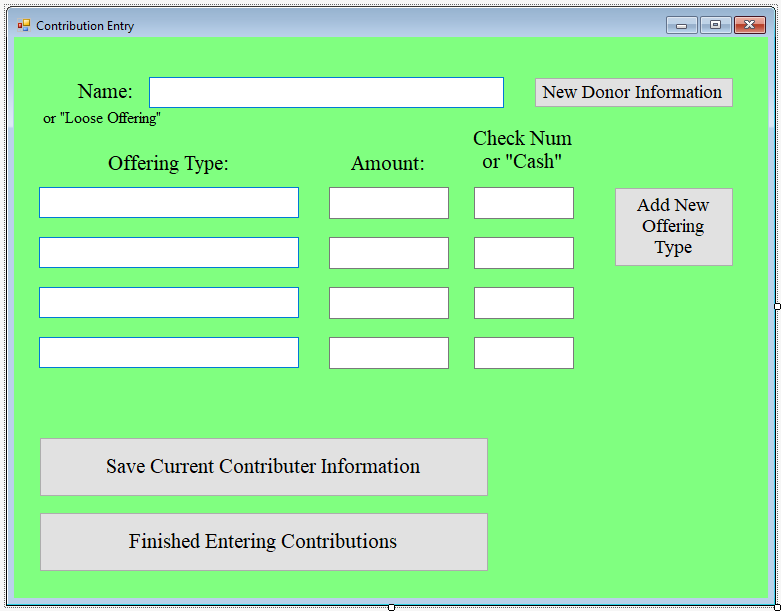 Contribution Entry
Name:
New Donor Information
or "Loose Offering"
Offering Type:
Amount:
Check Num
or "Cash"
Add New
Offering
Type
Save Current Contributer Information
Finished Entering Contributions